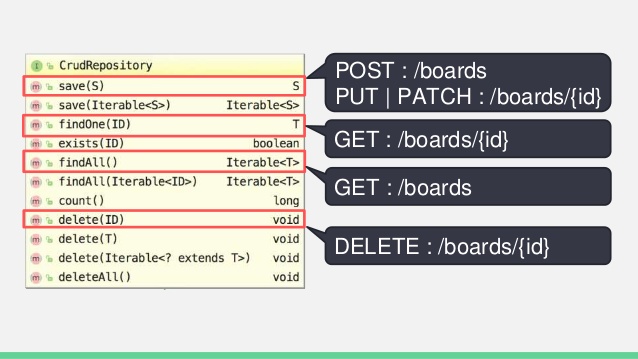 CrudRepository
save(S) S
save(Iterable<S>) Iterable<S>
findOne(ID) T
exists(ID) boolean
findAll() Iterable<T>
findAll(Iterable<ID>) Iterable<T>
count() long
delete(ID) void
delete(T) void
delete(Iterable<? extends T>) void
deleteAll() void
POST : /boards
PUT | PATCH : /boards/{id}
GET : /boards/{id}
GET : /boards
DELETE : /boards/{id}